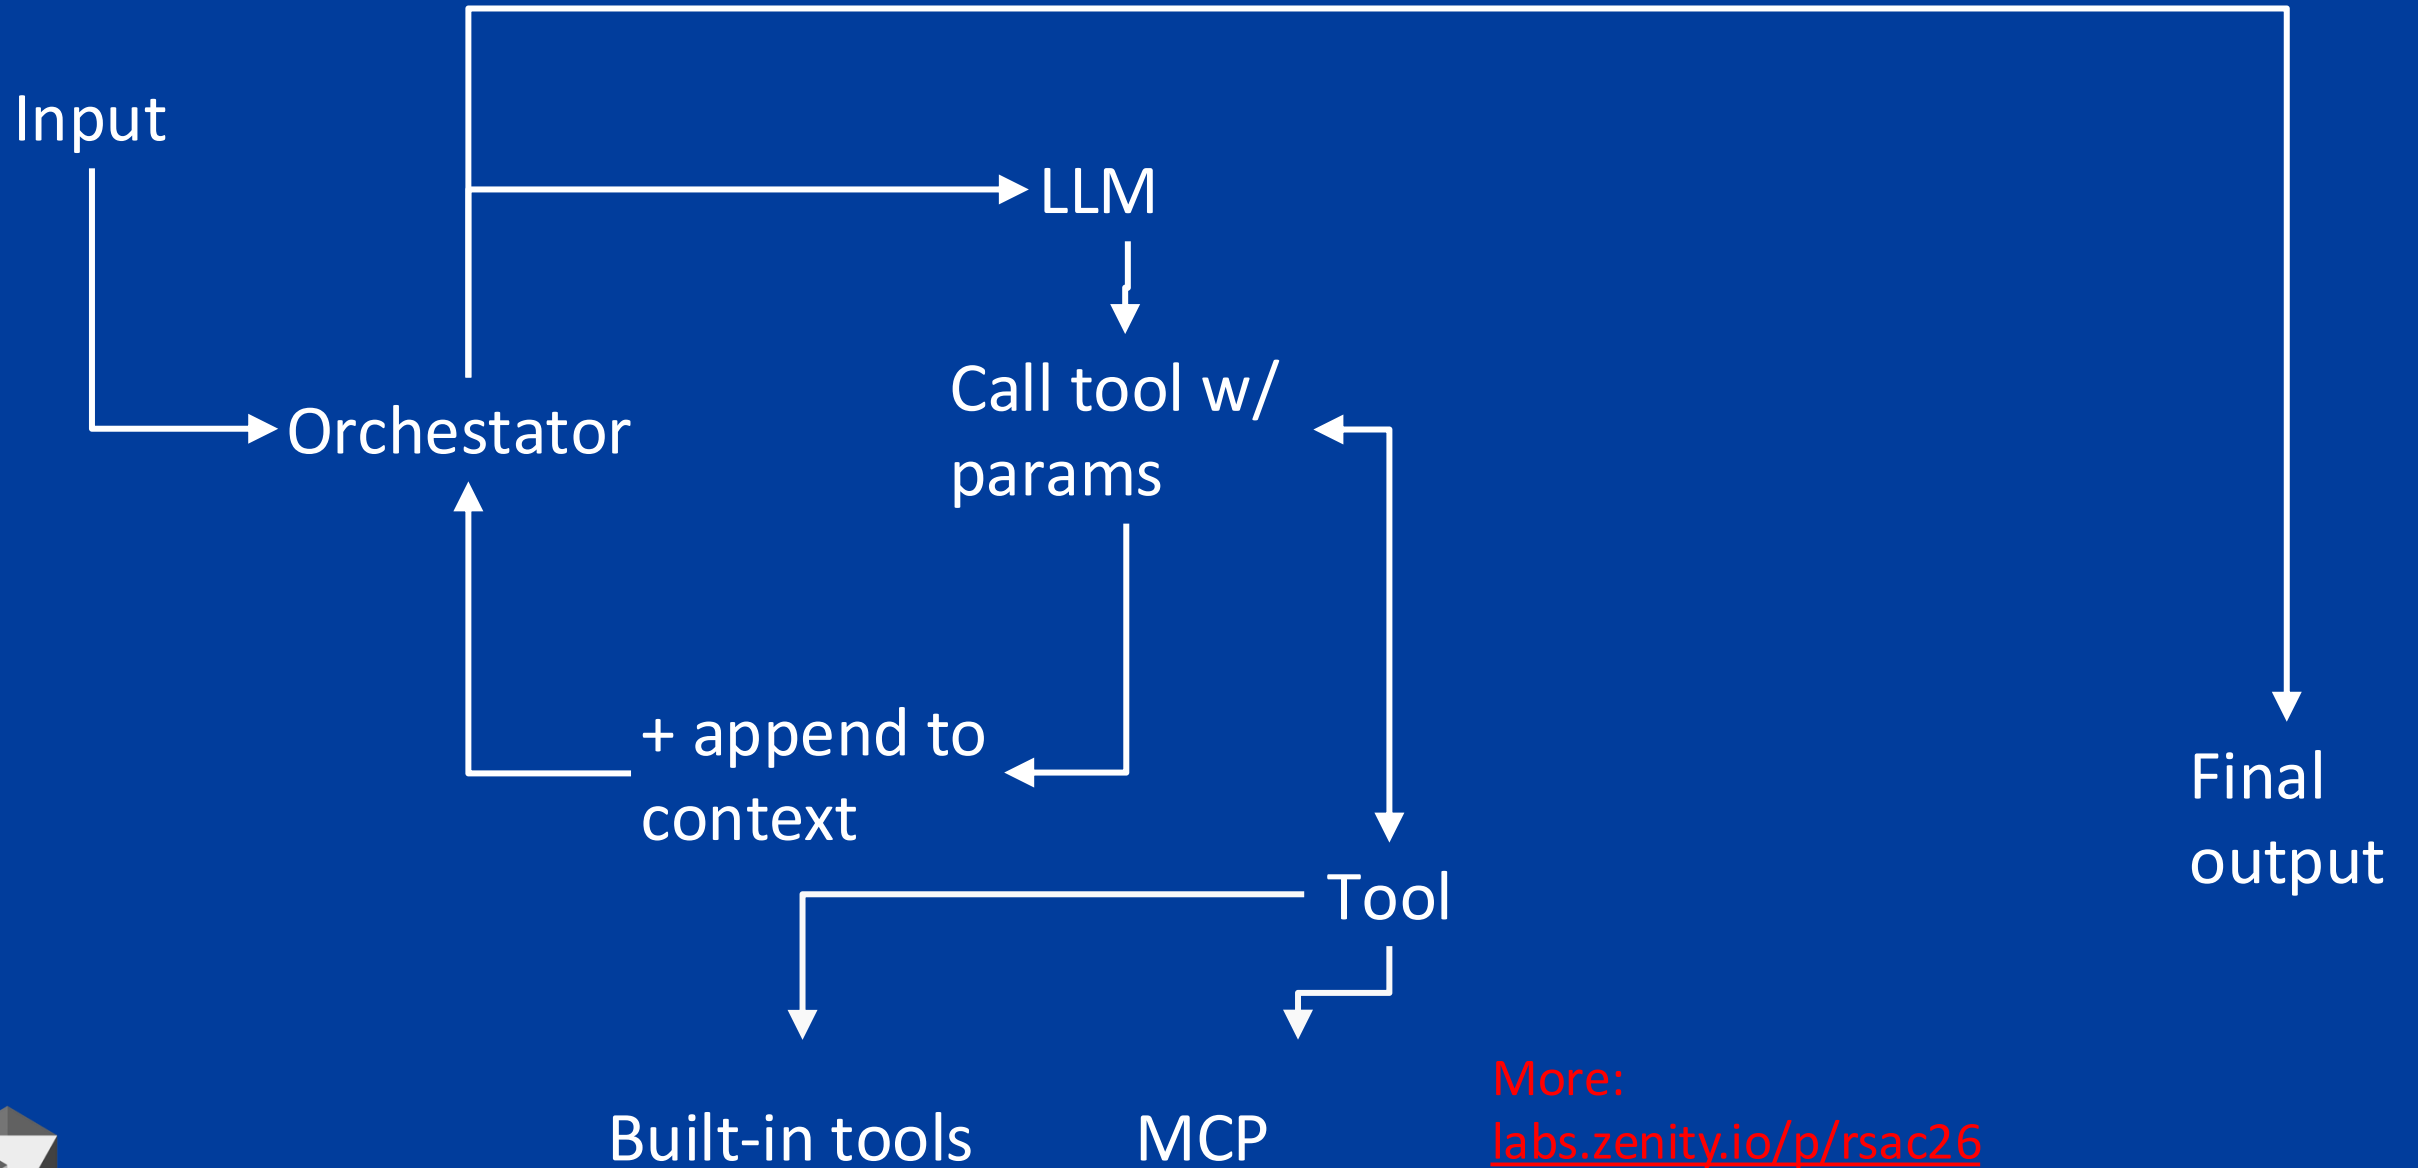 Input
LLM
Call tool w/
params
Orchestator
+ append to
context
Final
output
Tool
Built-in tools
MCP
More:
labs.zenity.io/p/rsac26